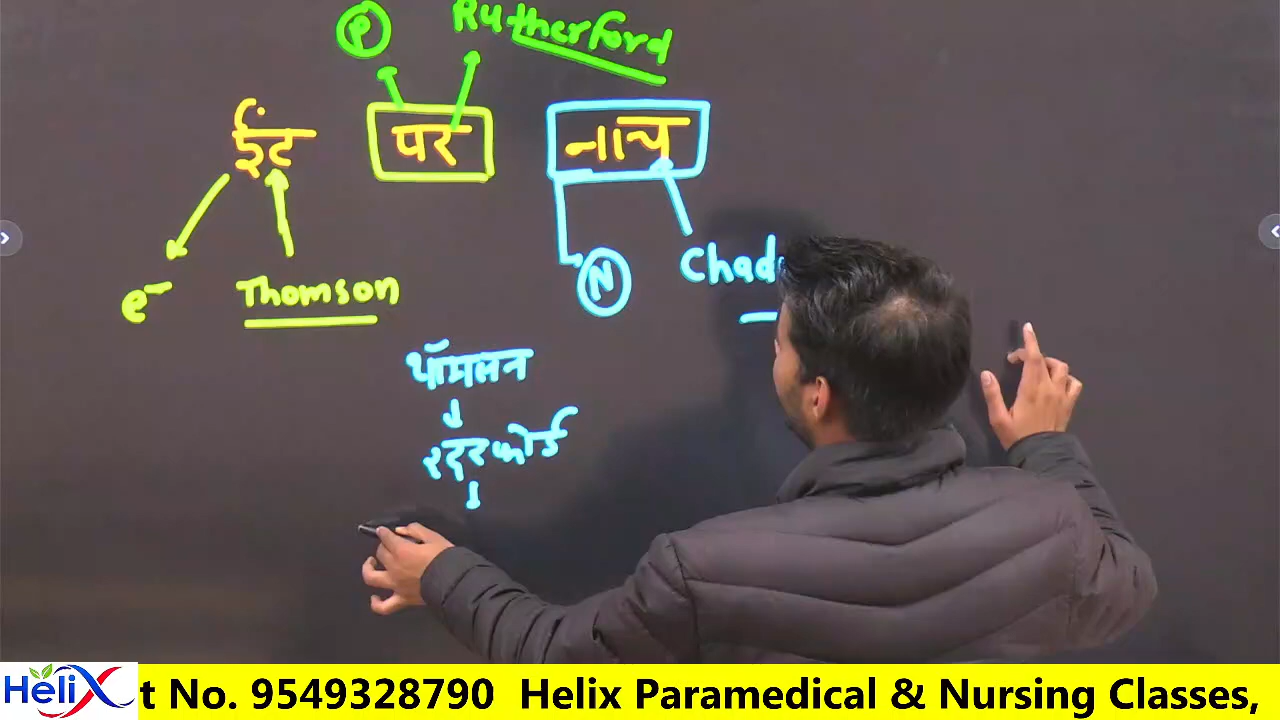 P Rutherford
ईंट पर नाच
e⁻ Thomson N Chad
थॉमसन
↓
रदरफोर्ड
↓
HeliX t No. 9549328790 Helix Paramedical & Nursing Classes,